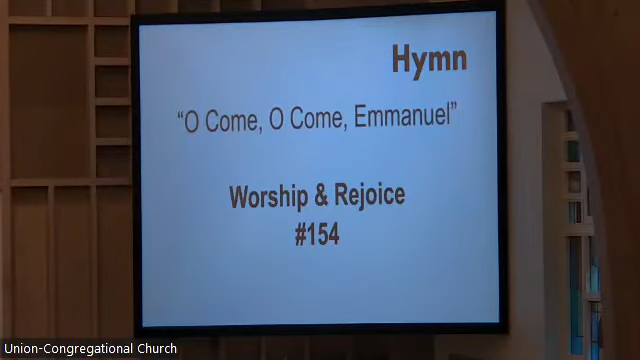 Hymn
“O Come, O Come, Emmanuel”
Worship & Rejoice
#154
Union-Congregational Church